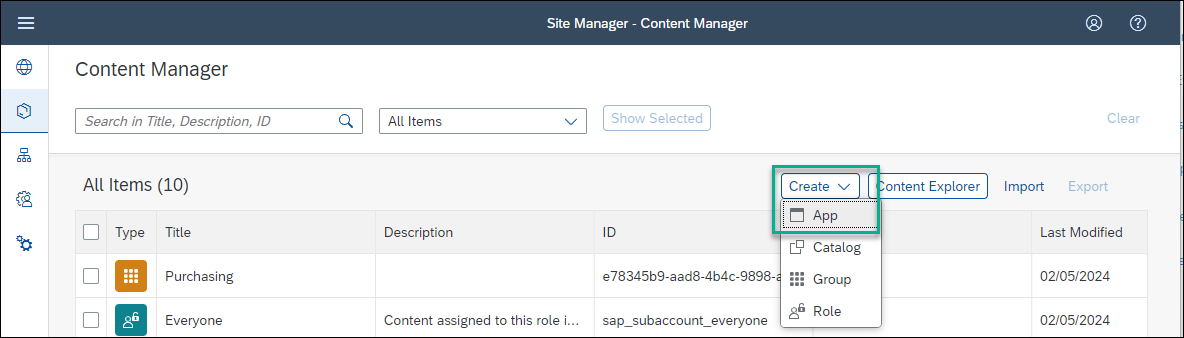 Site Manager - Content Manager
Content Manager
Search in Title, Description, ID
All Items
Show Selected
Clear
All Items (10)
Create
Content Explorer
Import
Export
App
Type
Title
Description
ID
Last Modified
Catalog
Purchasing
e78345b9-aad8-4b4c-9898-
02/05/2024
Group
Everyone
Content assigned to this role i...
sap_subaccount_everyone
02/05/2024
Role